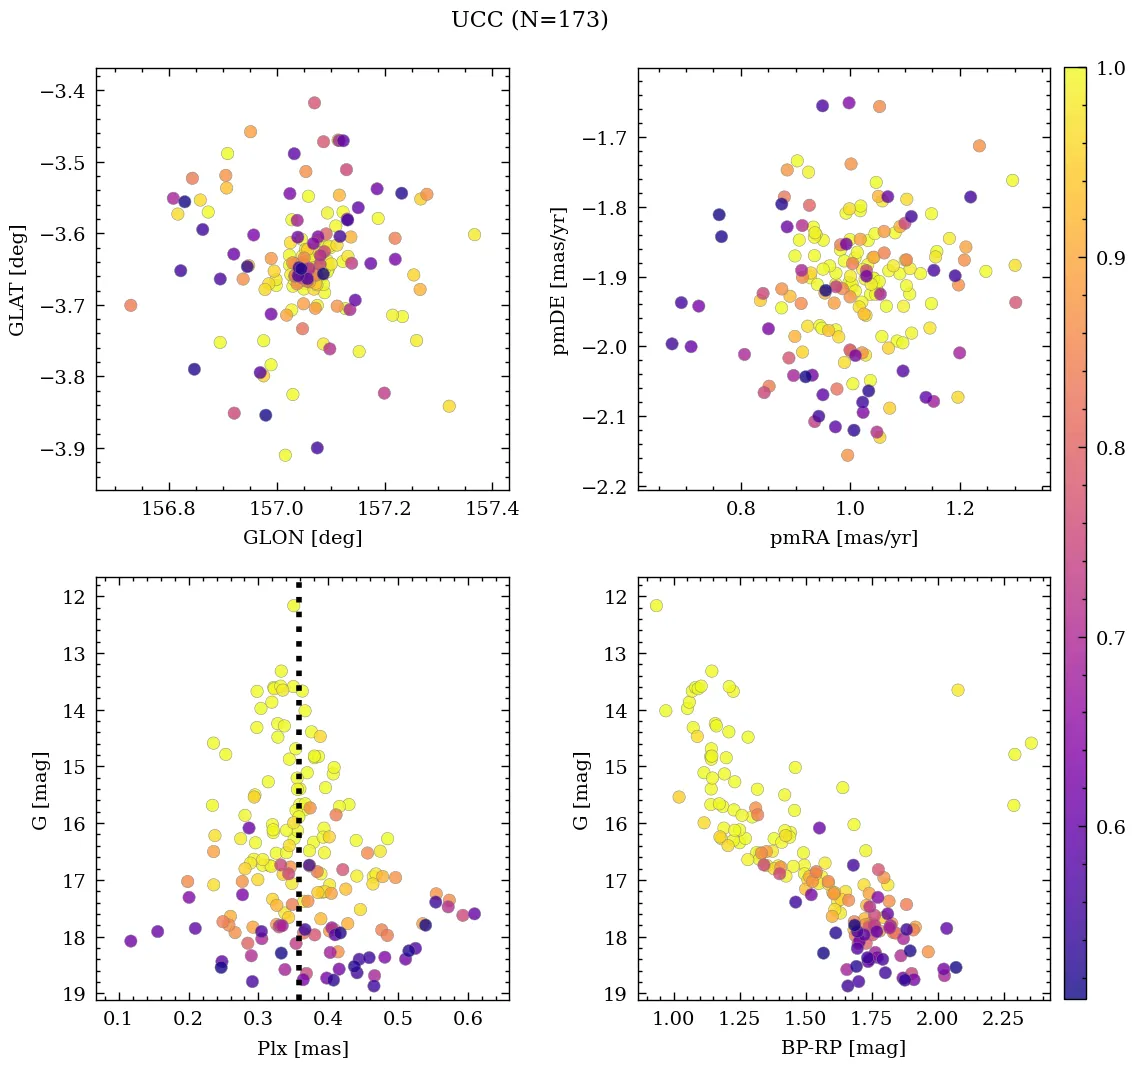 UCC (N=173)
−3.4
−3.5
−3.6
−3.7
−3.8
−3.9
GLAT [deg]
156.8 157.0 157.2 157.4
GLON [deg]
−1.7
−1.8
−1.9
−2.0
−2.1
−2.2
pmDE [mas/yr]
0.8 1.0 1.2
pmRA [mas/yr]
1.0
0.9
0.8
0.7
0.6
12
13
14
15
16
17
18
19
G [mag]
0.1 0.2 0.3 0.4 0.5 0.6
Plx [mas]
12
13
14
15
16
17
18
19
G [mag]
1.00 1.25 1.50 1.75 2.00 2.25
BP-RP [mag]